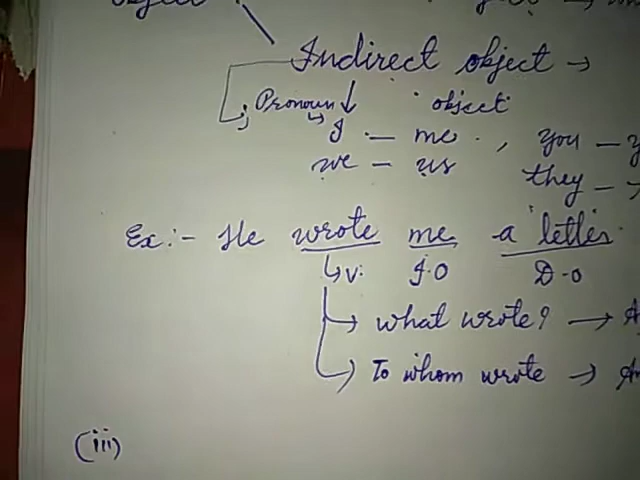 Indirect object →
Pronoun object
I — me , you —
we — us they —
Ex:- He wrote me a letter.
v. I.O D.O
→ what wrote? →
→ To whom wrote →
(iii)